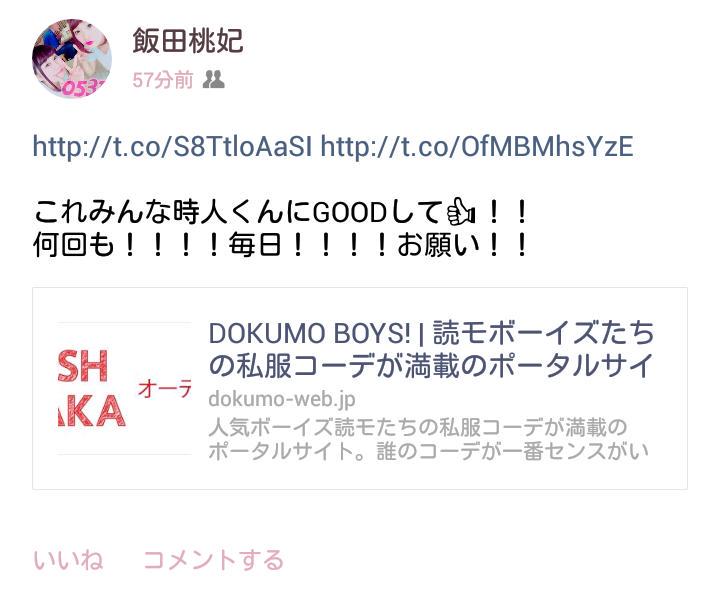 飯田桃妃
0537
57分前
http://t.co/S8TtloAaSI http://t.co/OfMBMhsYzE
これみんな時人くんにGOODして👍！！
何回も！！！！毎日！！！！お願い！！
SH
AKA
オーデ
DOKUMO BOYS! | 読モボーイズたち
の私服コーデが満載のポータルサイ
dokumo-web.jp
人気ボーイズ読モたちの私服コーデが満載の
ポータルサイト。誰のコーデが一番センスがい
いいね コメントする